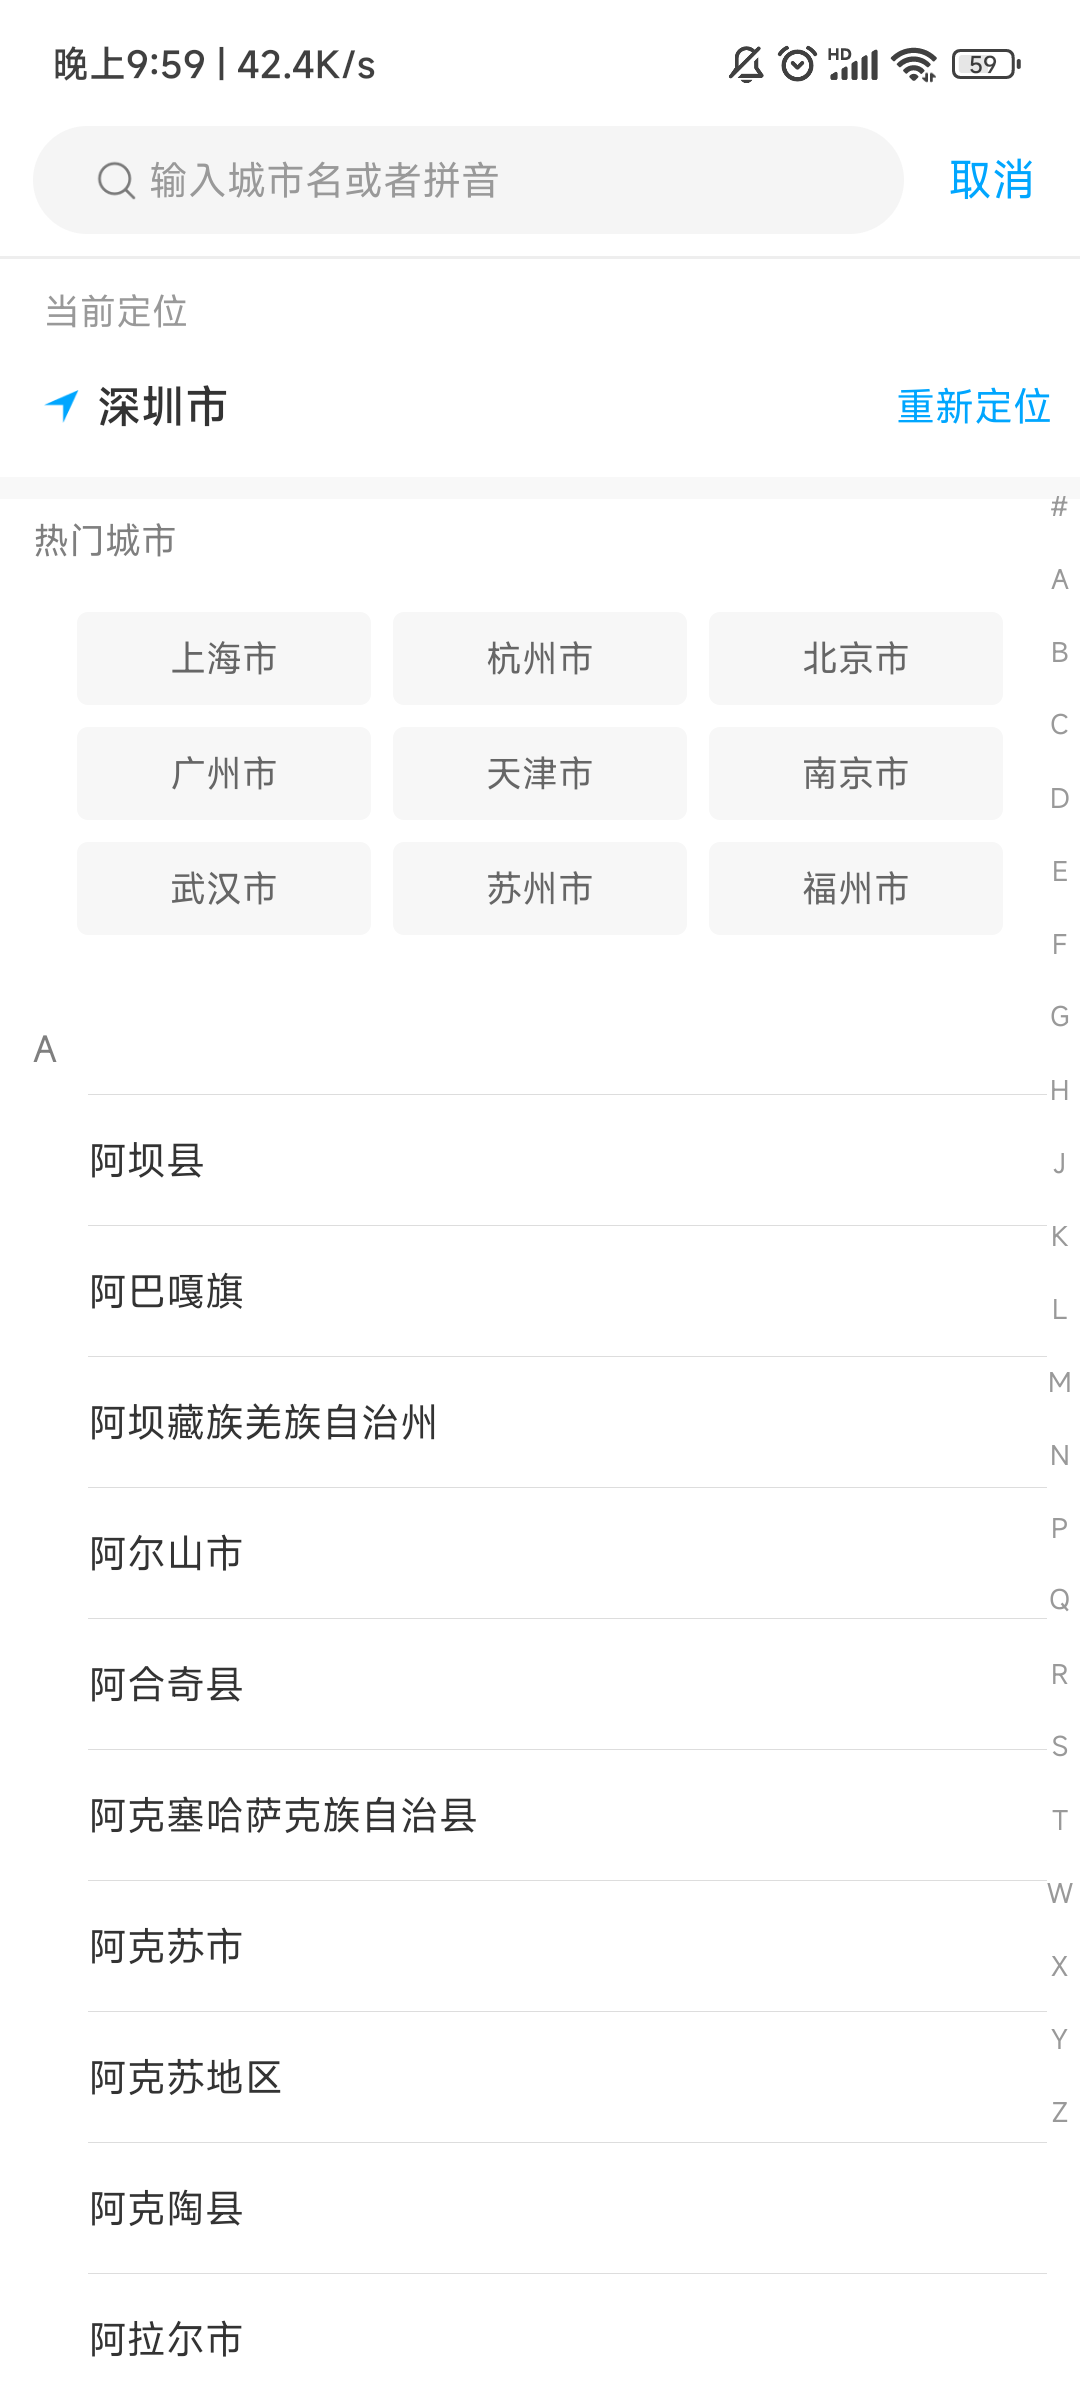 晚上9:59 | 42.4K/s HD 59
输入城市名或者拼音 取消
当前定位
深圳市 重新定位
热门城市
上海市 杭州市 北京市
广州市 天津市 南京市
武汉市 苏州市 福州市
A
阿坝县
阿巴嘎旗
阿坝藏族羌族自治州
阿尔山市
阿合奇县
阿克塞哈萨克族自治县
阿克苏市
阿克苏地区
阿克陶县
阿拉尔市
#
A
B
C
D
E
F
G
H
J
K
L
M
N
P
Q
R
S
T
W
X
Y
Z